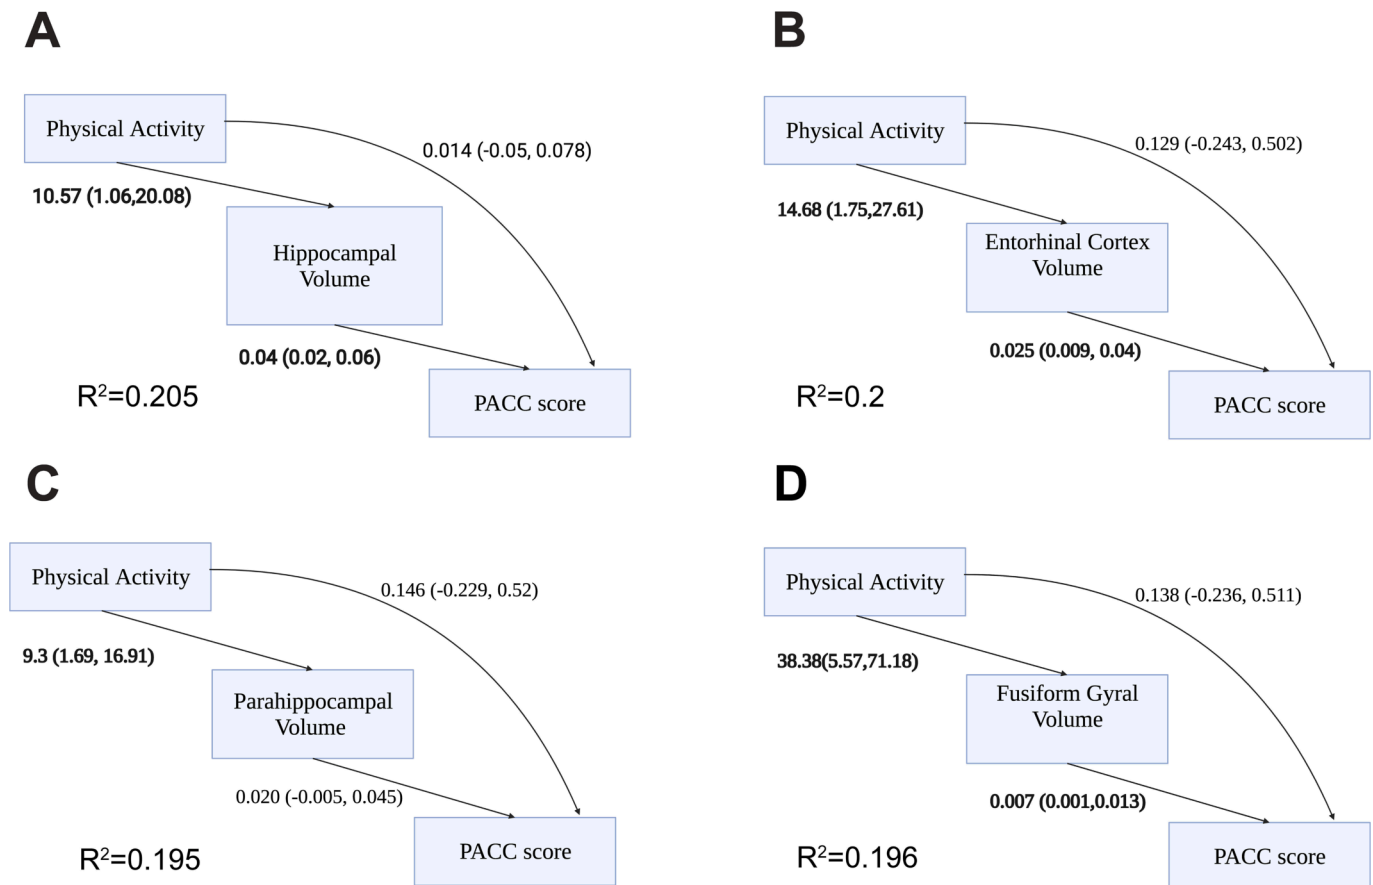 A
Physical Activity
0.014 (-0.05, 0.078)
10.57 (1.06,20.08)
Hippocampal
Volume
0.04 (0.02, 0.06)
R²=0.205
PACC score
B
Physical Activity
0.129 (-0.243, 0.502)
14.68 (1.75,27.61)
Entorhinal Cortex
Volume
0.025 (0.009, 0.04)
R²=0.2
PACC score
C
Physical Activity
0.146 (-0.229, 0.52)
9.3 (1.69, 16.91)
Parahippocampal
Volume
0.020 (-0.005, 0.045)
R²=0.195
PACC score
D
Physical Activity
0.138 (-0.236, 0.511)
38.38(5.57,71.18)
Fusiform Gyral
Volume
0.007 (0.001,0.013)
R²=0.196
PACC score